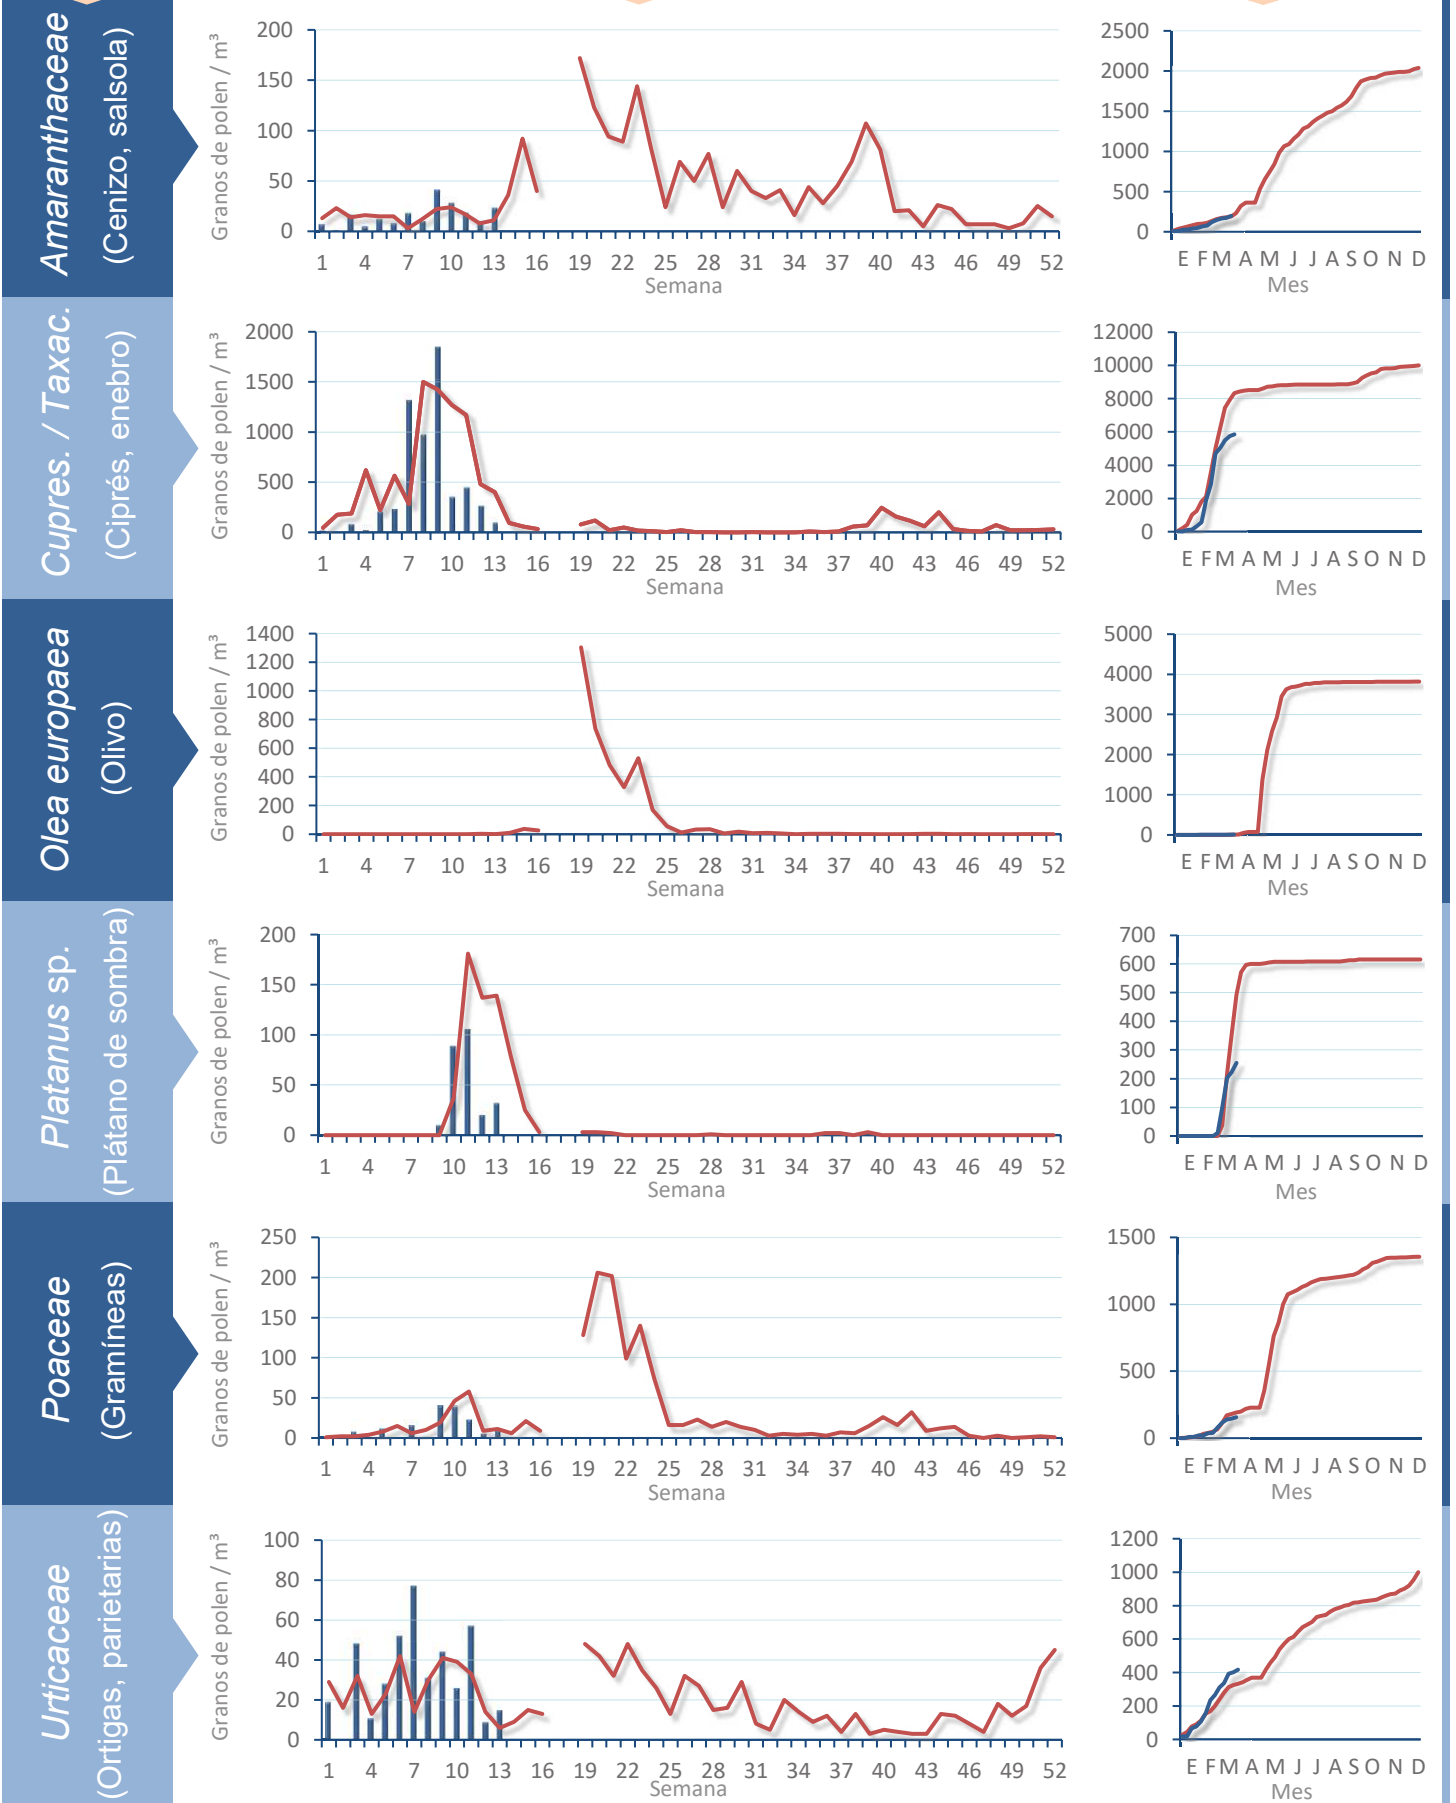 Amaranthaceae
(Cenizo, salsola)
Granos de polen / m³
200
150
100
50
0
1 4 7 10 13 16 19 22 25 28 31 34 37 40 43 46 49 52
Semana
2500
2000
1500
1000
500
0
E F M A M J J A S O N D
Mes
Cupres. / Taxac.
(Ciprés, enebro)
Granos de polen / m³
2000
1500
1000
500
0
1 4 7 10 13 16 19 22 25 28 31 34 37 40 43 46 49 52
Semana
12000
10000
8000
6000
4000
2000
0
E F M A M J J A S O N D
Mes
Olea europaea
(Olivo)
Granos de polen / m³
1400
1200
1000
800
600
400
200
0
1 4 7 10 13 16 19 22 25 28 31 34 37 40 43 46 49 52
Semana
5000
4000
3000
2000
1000
0
E F M A M J J A S O N D
Mes
Platanus sp.
(Plátano de sombra)
Granos de polen / m³
200
150
100
50
0
1 4 7 10 13 16 19 22 25 28 31 34 37 40 43 46 49 52
Semana
700
600
500
400
300
200
100
0
E F M A M J J A S O N D
Mes
Poaceae
(Gramíneas)
Granos de polen / m³
250
200
150
100
50
0
1 4 7 10 13 16 19 22 25 28 31 34 37 40 43 46 49 52
Semana
1500
1000
500
0
E F M A M J J A S O N D
Mes
Urticaceae
(Ortigas, parietarias)
Granos de polen / m³
100
80
60
40
20
0
1 4 7 10 13 16 19 22 25 28 31 34 37 40 43 46 49 52
Semana
1200
1000
800
600
400
200
0
E F M A M J J A S O N D
Mes